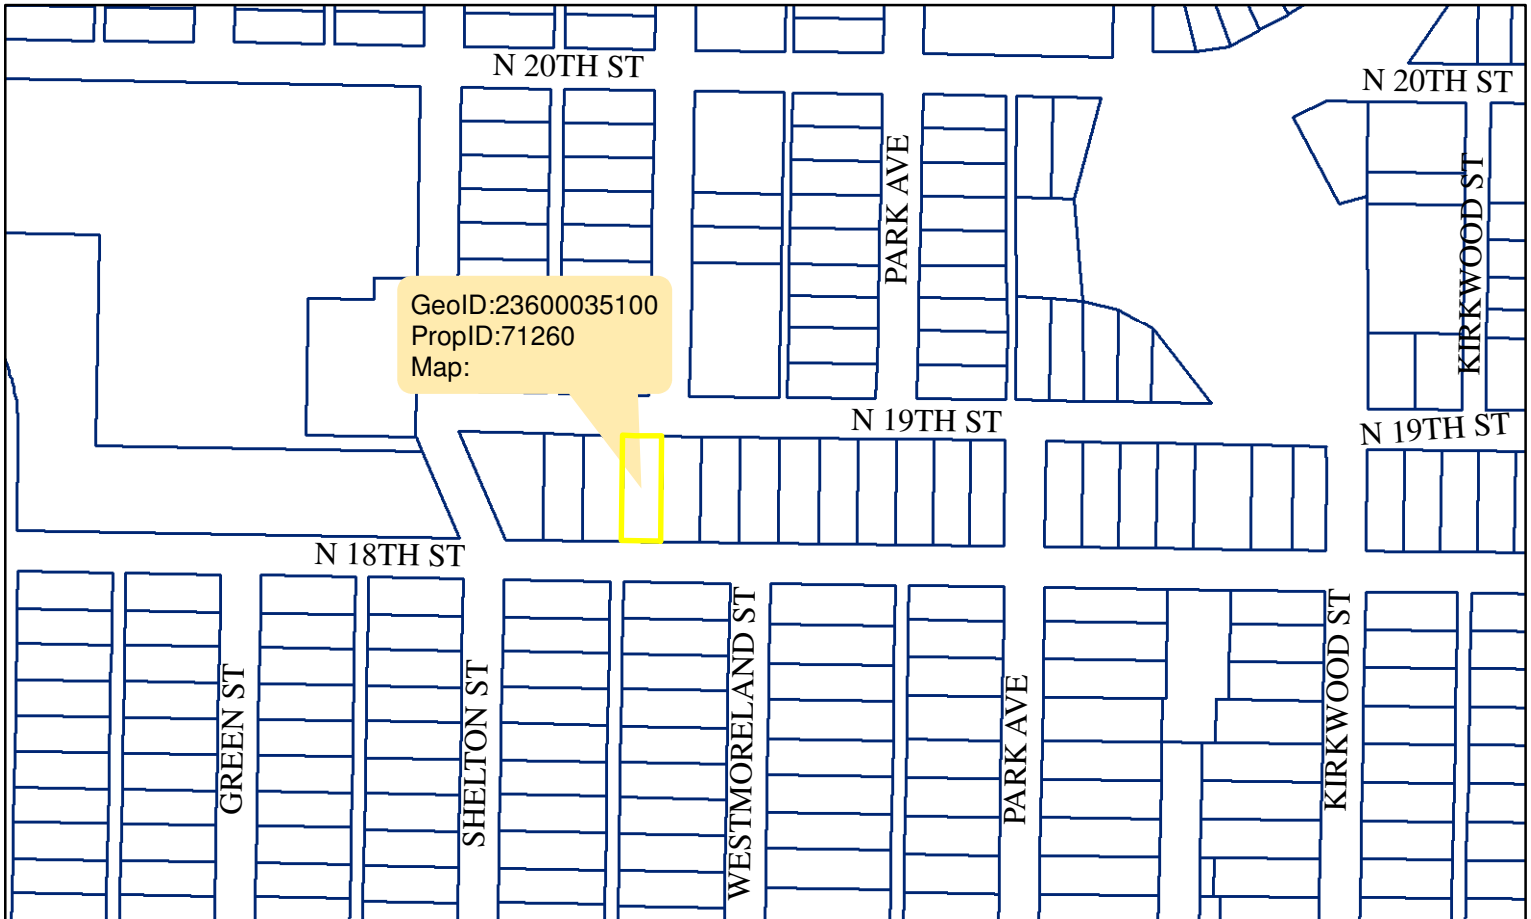 N 20TH ST
N 20TH ST
PARK AVE
KIRKWOOD ST
GeoID:23600035100
PropID:71260
Map:
N 19TH ST
N 19TH ST
N 18TH ST
GREEN ST
SHELTON ST
WESTMORELAND ST
PARK AVE
KIRKWOOD ST